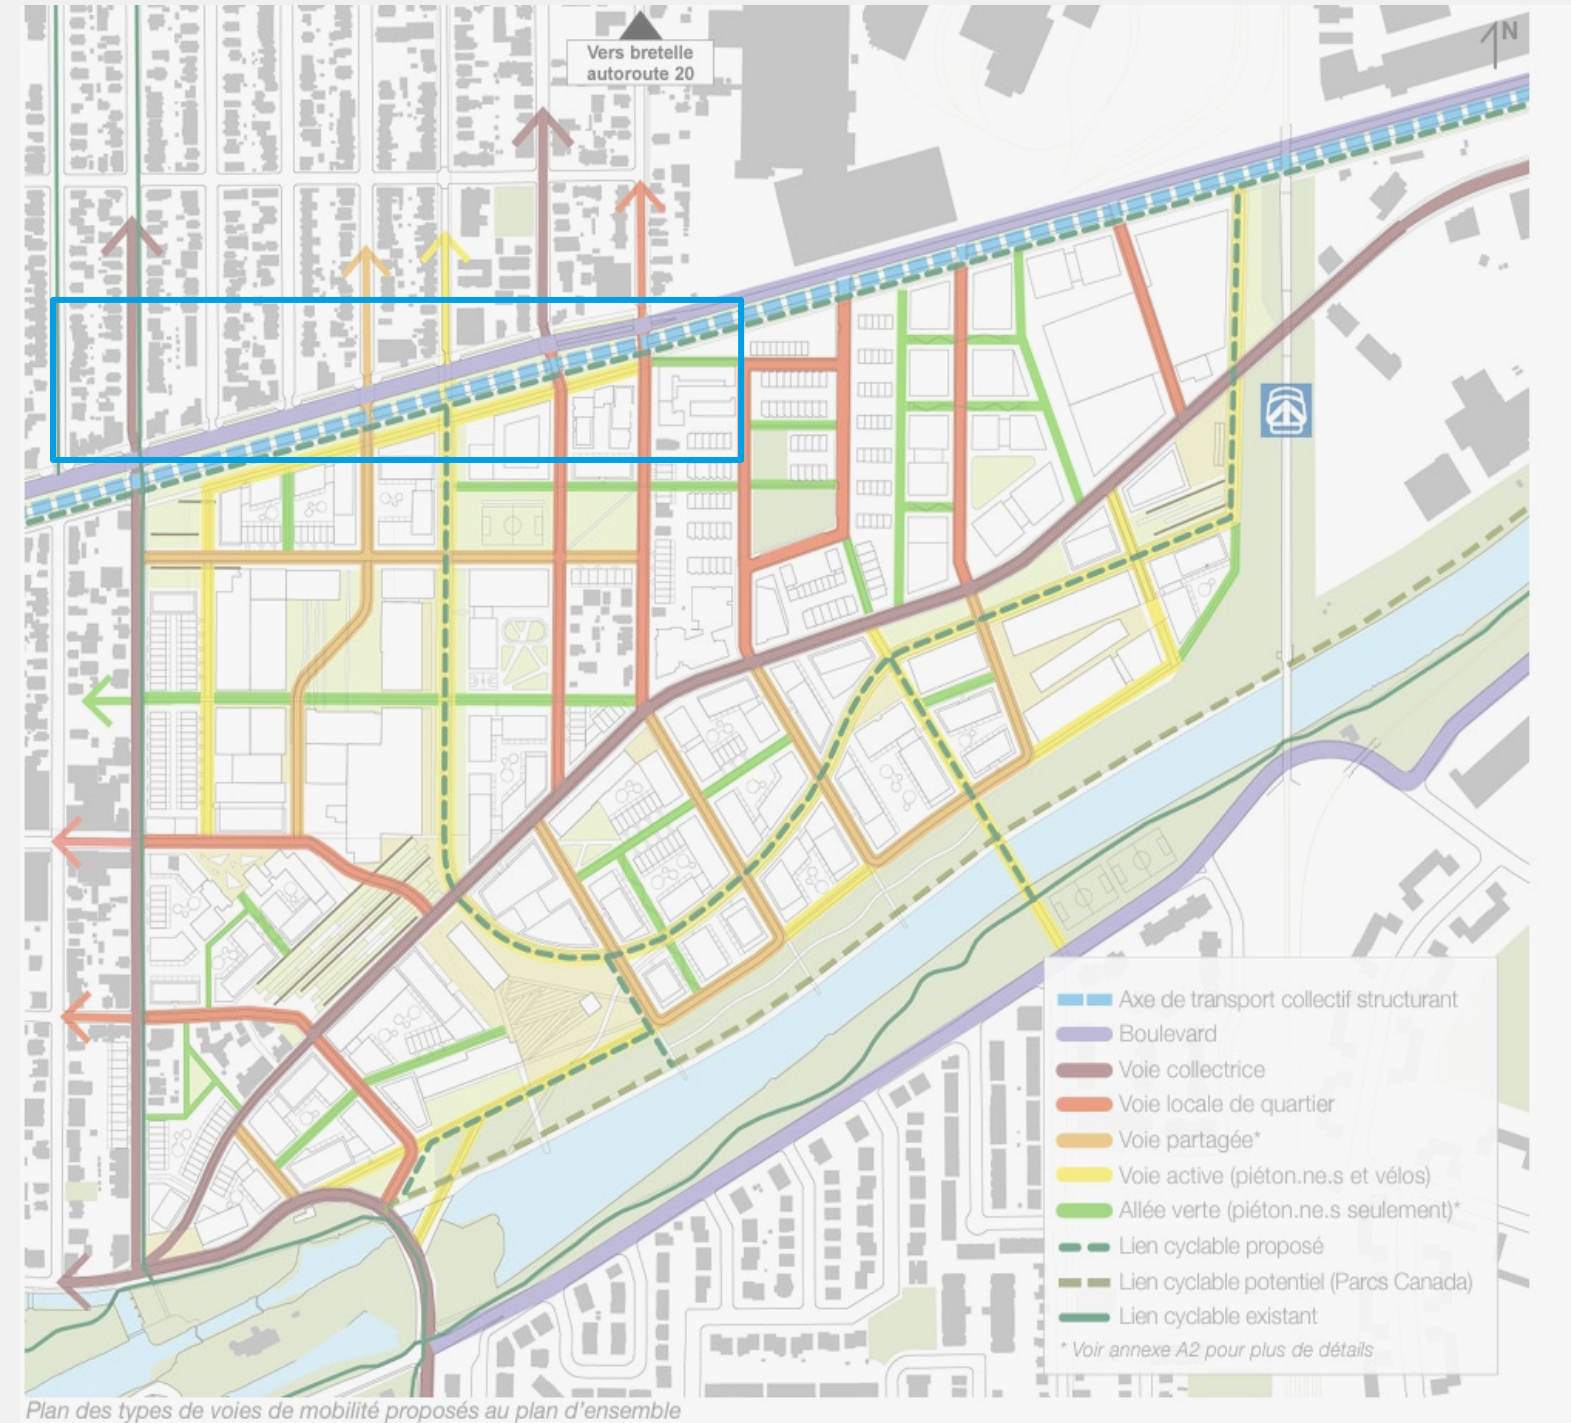 Vers bretelle
autoroute 20
N
Axe de transport collectif structurant
Boulevard
Voie collectrice
Voie locale de quartier
Voie partagée*
Voie active (piéton.ne.s et vélos)
Allée verte (piéton.ne.s seulement)*
Lien cyclable proposé
Lien cyclable potentiel (Parcs Canada)
Lien cyclable existant
* Voir annexe A2 pour plus de détails
Plan des types de voies de mobilité proposés au plan d'ensemble